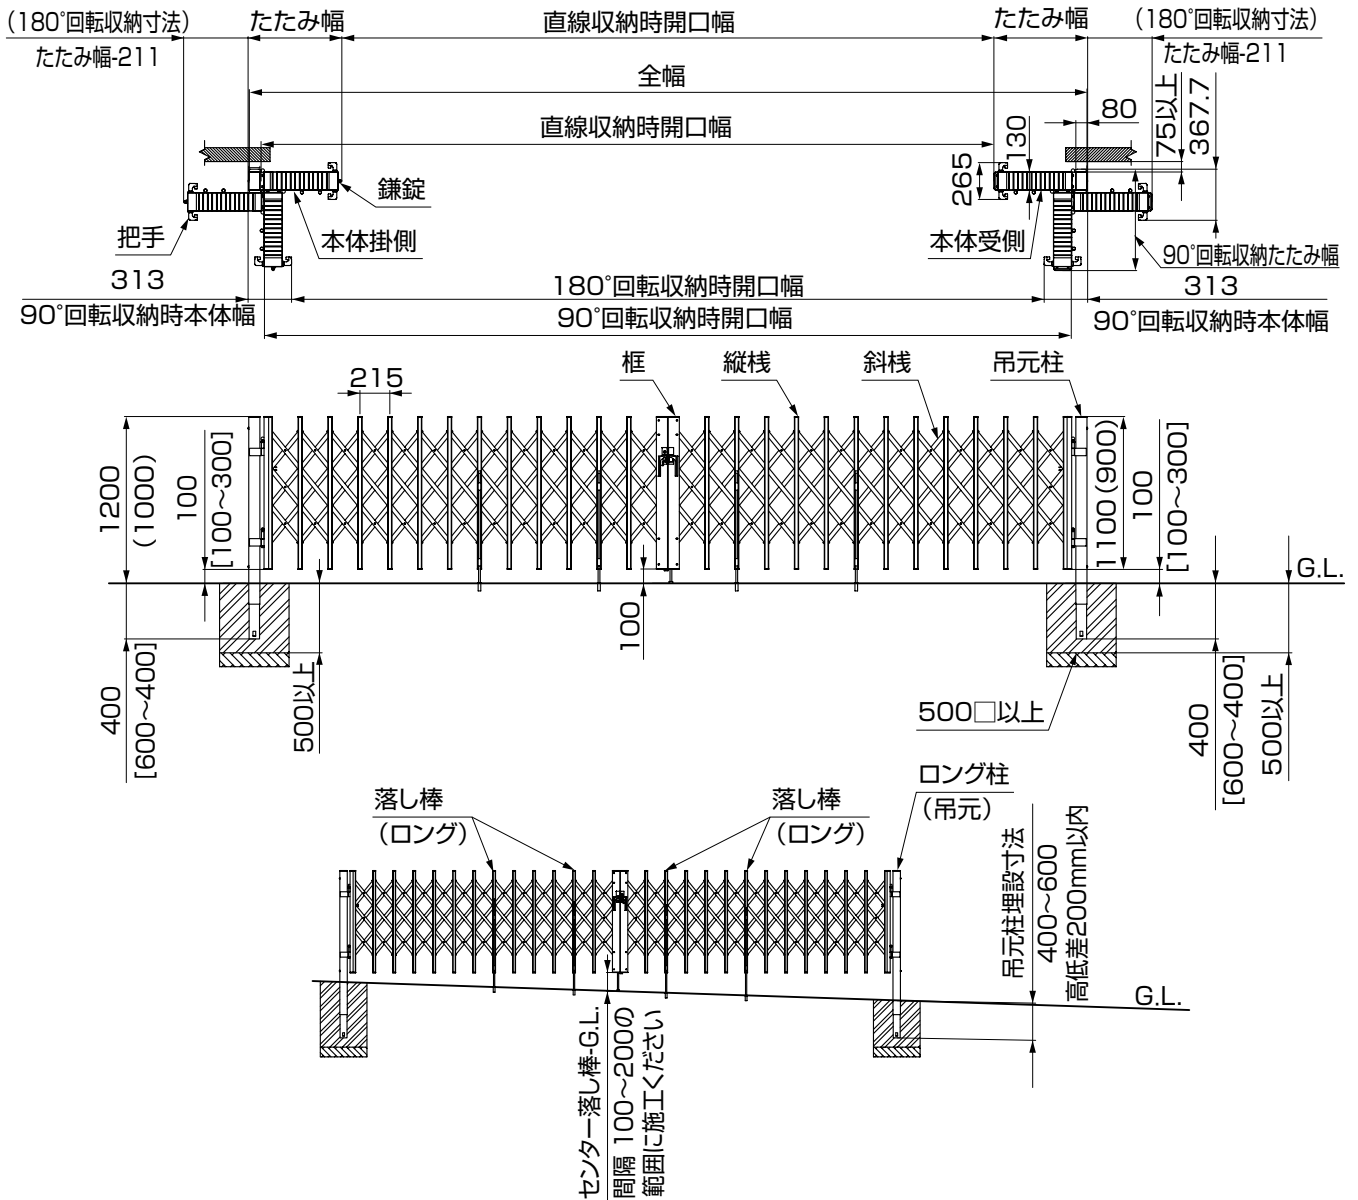 (180°回転収納寸法)
たたみ幅-211
たたみ幅
直線収納時開口幅
たたみ幅
(180°回転収納寸法)
たたみ幅-211
全幅
直線収納時開口幅
130
265
80
75以上
367.7
鎌錠
把手
本体掛側
本体受側
90°回転収納たたみ幅
313
90°回転収納時本体幅
180°回転収納時開口幅
313
90°回転収納時本体幅
90°回転収納時開口幅
215
框
縦桟
斜桟
吊元柱
1200
(1000)
100
[100~300]
1100(900)
100
[100~300]
G.L.
100
400
[600~400]
500以上
500□以上
400
[600~400]
500以上
落し棒
(ロング)
落し棒
(ロング)
ロング柱
(吊元)
吊元柱埋設寸法
400~600
高低差200mm以内
G.L.
センター落し棒-G.L.
間隔 100~200の
範囲に施工ください